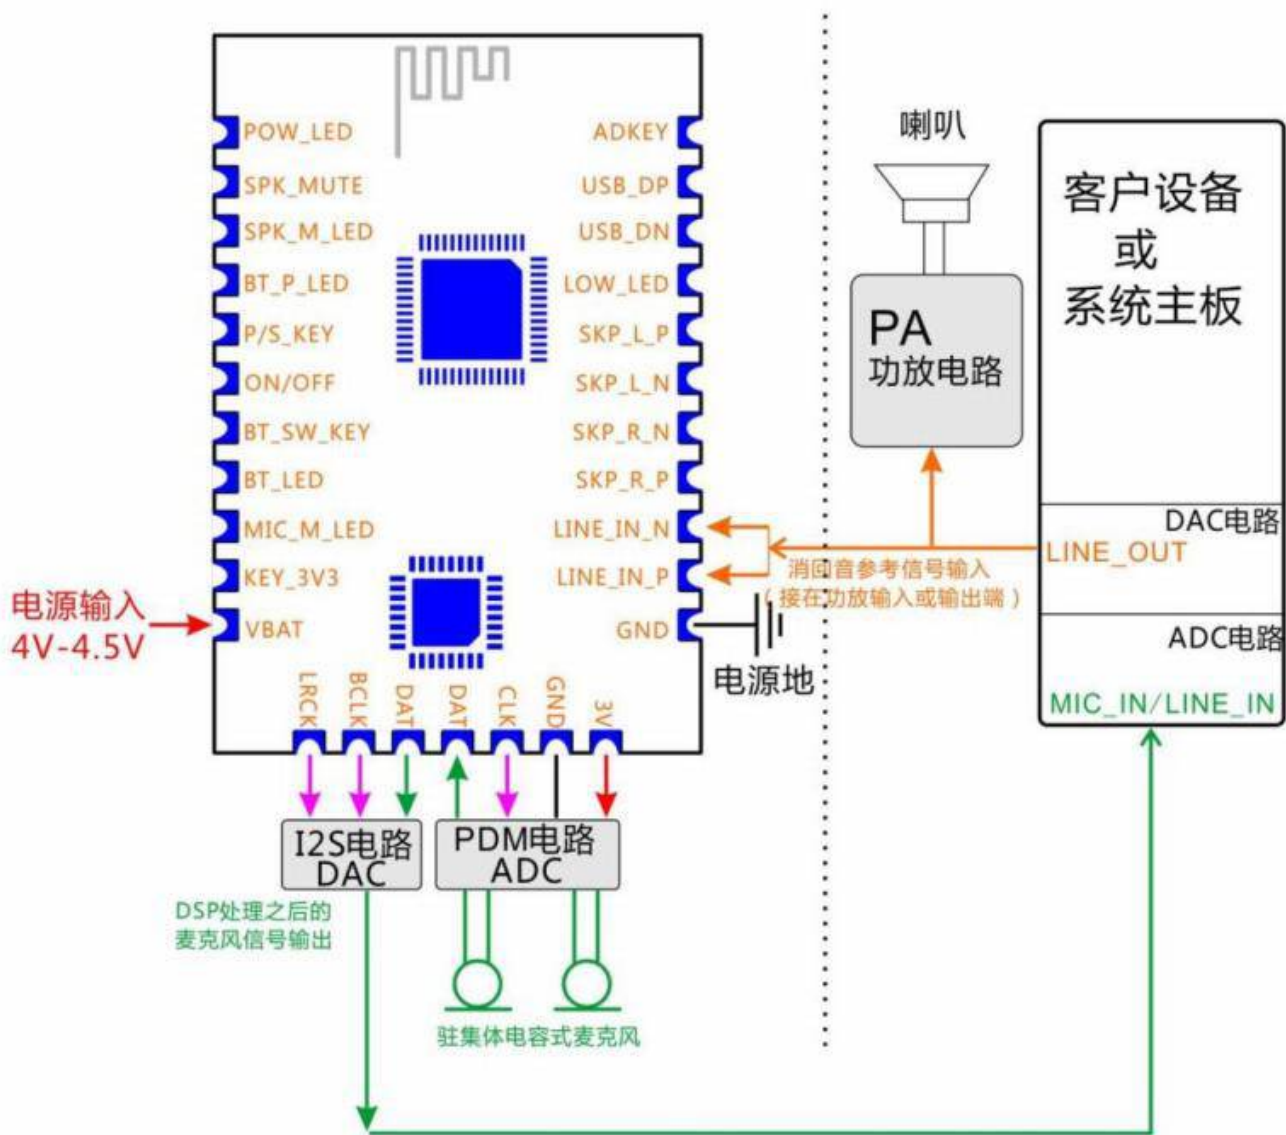 POW_LED
SPK_MUTE
SPK_M_LED
BT_P_LED
P/S_KEY
ON/OFF
BT_SW_KEY
BT_LED
MIC_M_LED
KEY_3V3
VBAT
ADKEY
USB_DP
USB_DN
LOW_LED
SKP_L_P
SKP_L_N
SKP_R_N
SKP_R_P
LINE_IN_N
LINE_IN_P
GND
电源输入
4V-4.5V
LRCK
BCLK
DAT
DAT
CLK
GND
3V
I2S电路
DAC
PDM电路
ADC
DSP处理之后的
麦克风信号输出
驻集体电容式麦克风
电源地
喇叭
PA
功放电路
消回音参考信号输入
(接在功放输入或输出端)
客户设备
或
系统主板
DAC电路
LINE_OUT
ADC电路
MIC_IN/LINE_IN